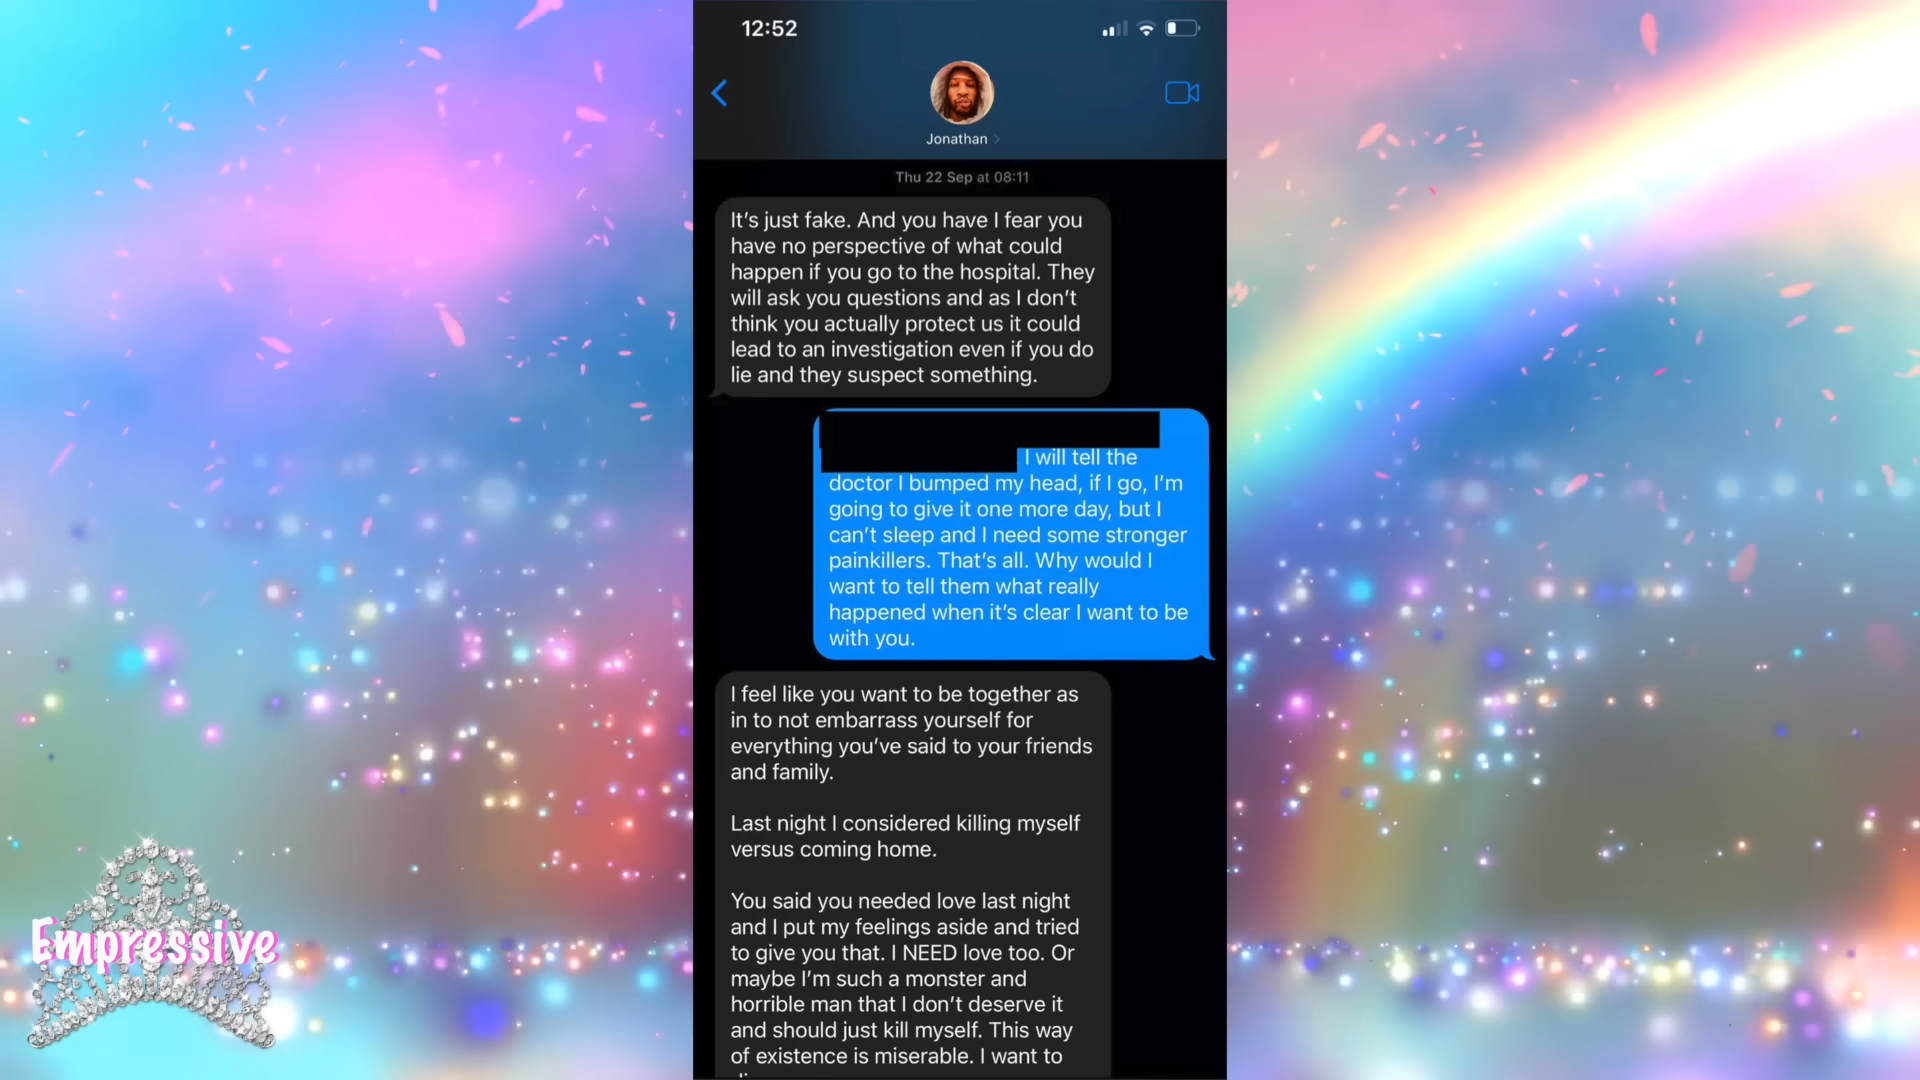 12:52
Jonathan
Thu 22 Sep at 08:11
It's just fake. And you have I fear you
have no perspective of what could
happen if you go to the hospital. They
will ask you questions and as I don't
think you actually protect us it could
lead to an investigation even if you do
lie and they suspect something.
I will tell the
doctor I bumped my head, if I go, I'm
going to give it one more day, but I
can't sleep and I need some stronger
painkillers. That's all. Why would I
want to tell them what really
happened when it's clear I want to be
with you.
I feel like you want to be together as
in to not embarrass yourself for
everything you've said to your friends
and family.
Last night I considered killing myself
versus coming home.
You said you needed love last night
and I put my feelings aside and tried
to give you that. I NEED love too. Or
maybe I'm such a monster and
horrible man that I don't deserve it
and should just kill myself. This way
of existence is miserable. I want to
Empressive